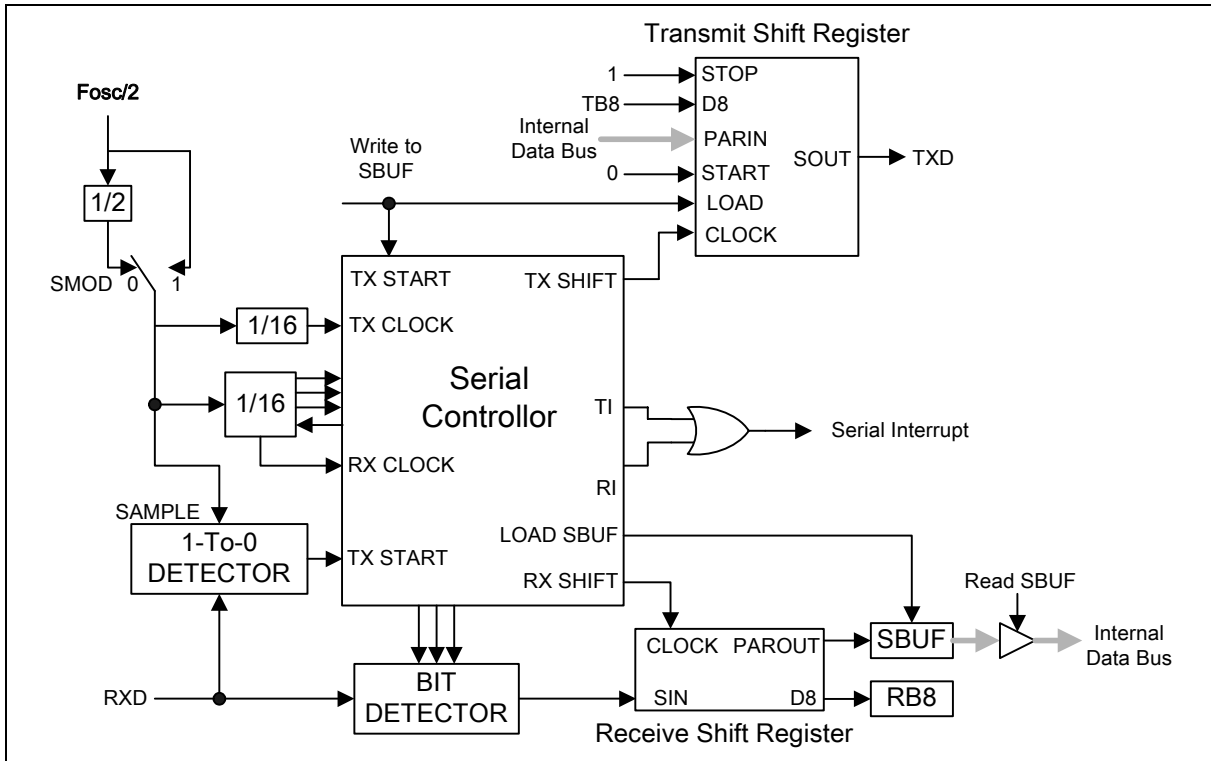 Transmit Shift Register
1
STOP
TB8
D8
Internal
Data Bus
PARIN
SOUT
TXD
0
START
LOAD
CLOCK
Fosc/2
1/2
SMOD 0 1
Write to
SBUF
TX START
TX SHIFT
1/16
TX CLOCK
Serial
Controllor
1/16
TI
Serial Interrupt
RX CLOCK
RI
SAMPLE
1-To-0
DETECTOR
TX START
LOAD SBUF
RX SHIFT
Read SBUF
CLOCK PAROUT
SBUF
Internal
Data Bus
RXD
BIT
DETECTOR
SIN D8
RB8
Receive Shift Register